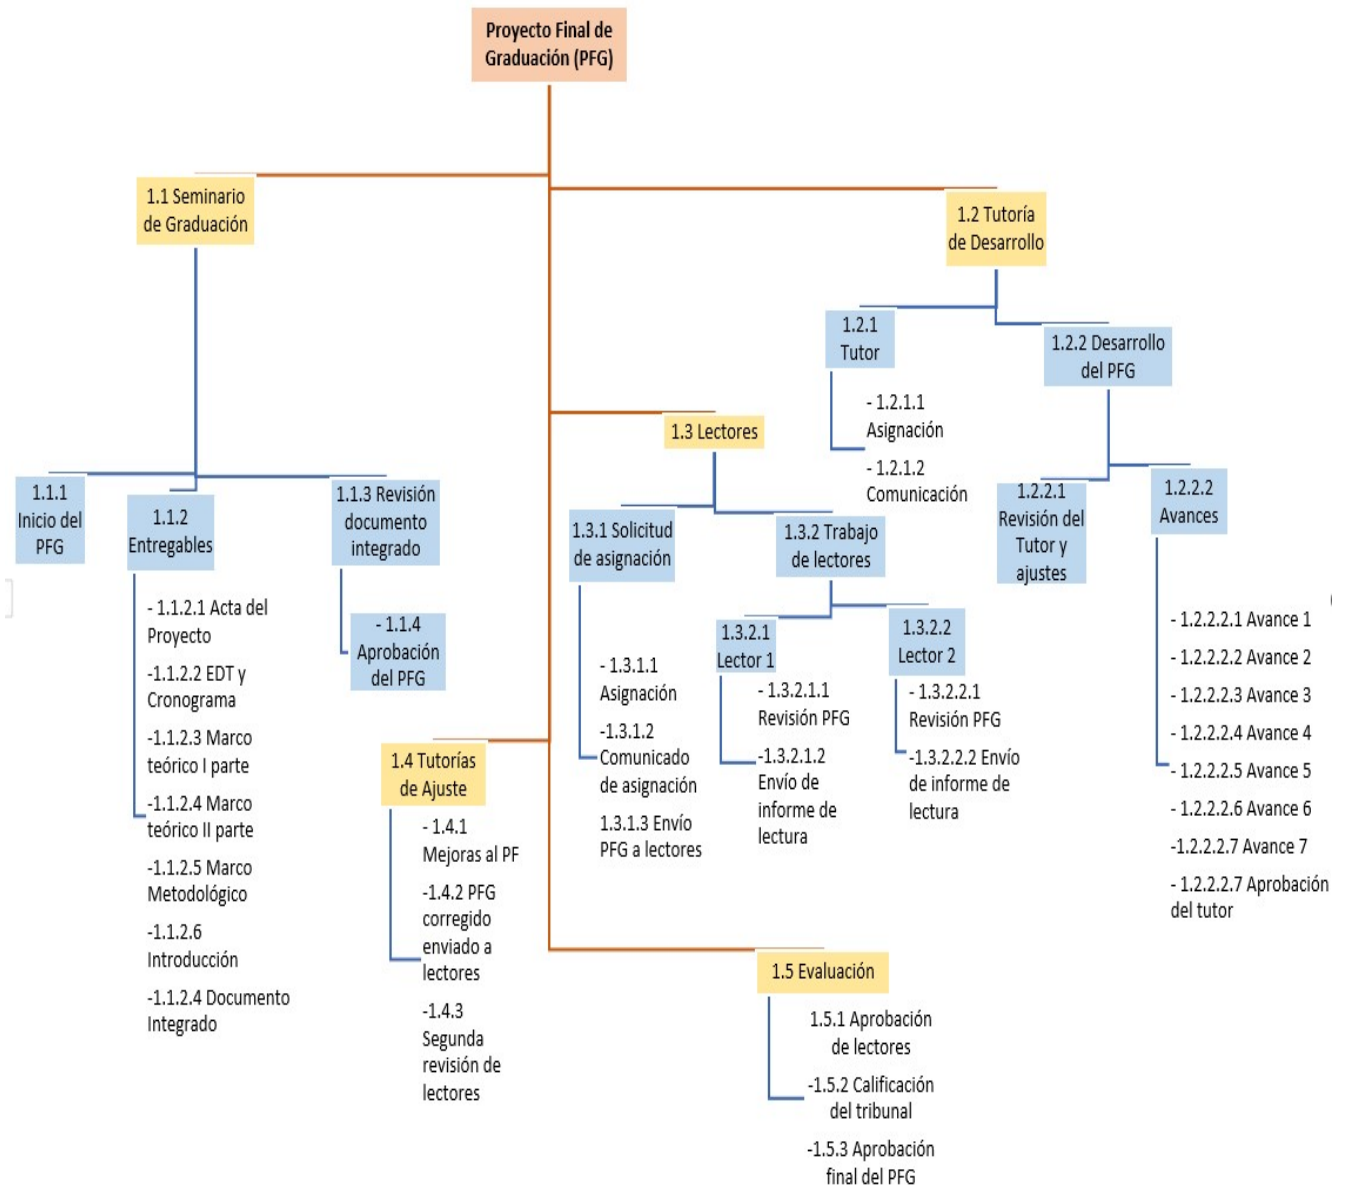 Proyecto Final de
Graduación (PFG)
1.1 Seminario
de Graduación
1.1.1
Inicio del
PFG
1.1.2
Entregables
- 1.1.2.1 Acta del
Proyecto
-1.1.2.2 EDT y
Cronograma
-1.1.2.3 Marco
teórico I parte
-1.1.2.4 Marco
teórico II parte
-1.1.2.5 Marco
Metodológico
-1.1.2.6
Introducción
-1.1.2.4 Documento
Integrado
1.1.3 Revisión
documento
integrado
- 1.1.4
Aprobación
del PFG
1.2 Tutoría
de Desarrollo
1.2.1
Tutor
- 1.2.1.1
Asignación
- 1.2.1.2
Comunicación
1.2.2 Desarrollo
del PFG
1.2.2.1
Revisión del
Tutor y
ajustes
1.2.2.2
Avances
- 1.2.2.2.1 Avance 1
- 1.2.2.2.2 Avance 2
- 1.2.2.2.3 Avance 3
- 1.2.2.2.4 Avance 4
- 1.2.2.2.5 Avance 5
- 1.2.2.2.6 Avance 6
-1.2.2.2.7 Avance 7
- 1.2.2.2.7 Aprobación
del tutor
1.3 Lectores
1.3.1 Solicitud
de asignación
- 1.3.1.1
Asignación
-1.3.1.2
Comunicado
de asignación
1.3.1.3 Envío
PFG a lectores
1.3.2 Trabajo
de lectores
1.3.2.1
Lector 1
- 1.3.2.1.1
Revisión PFG
-1.3.2.1.2
Envío de
informe de
lectura
1.3.2.2
Lector 2
- 1.3.2.2.1
Revisión PFG
-1.3.2.2.2 Envío
de informe de
lectura
1.4 Tutorías
de Ajuste
- 1.4.1
Mejoras al PF
-1.4.2 PFG
corregido
enviado a
lectores
-1.4.3
Segunda
revisión de
lectores
1.5 Evaluación
1.5.1 Aprobación
de lectores
-1.5.2 Calificación
del tribunal
-1.5.3 Aprobación
final del PFG